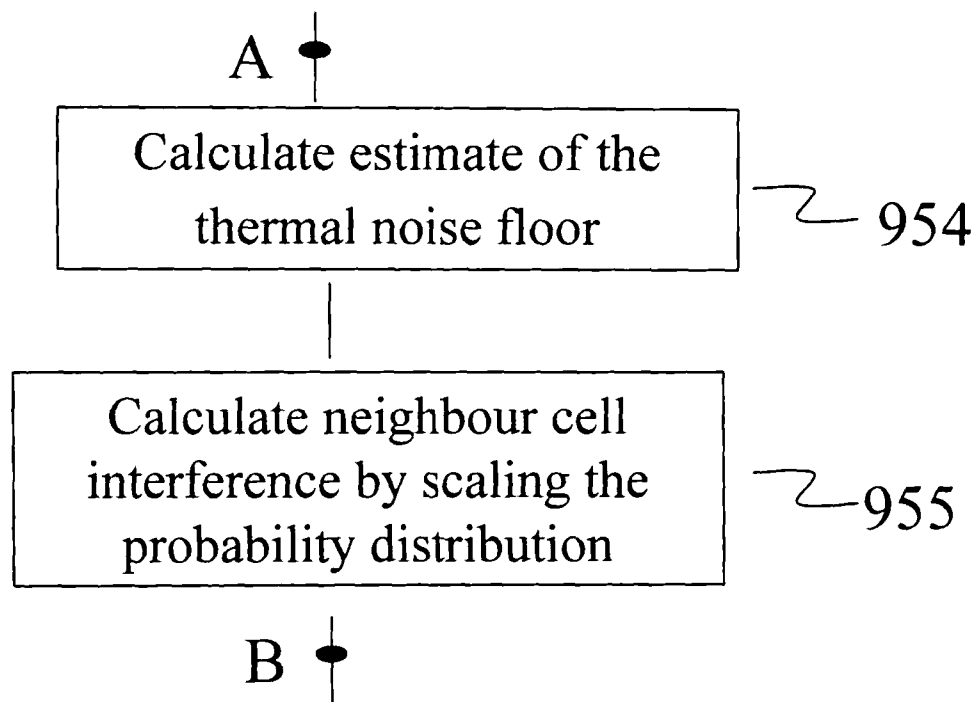 A
Calculate estimate of the
thermal noise floor
954
Calculate neighbour cell
interference by scaling the
probability distribution
955
B